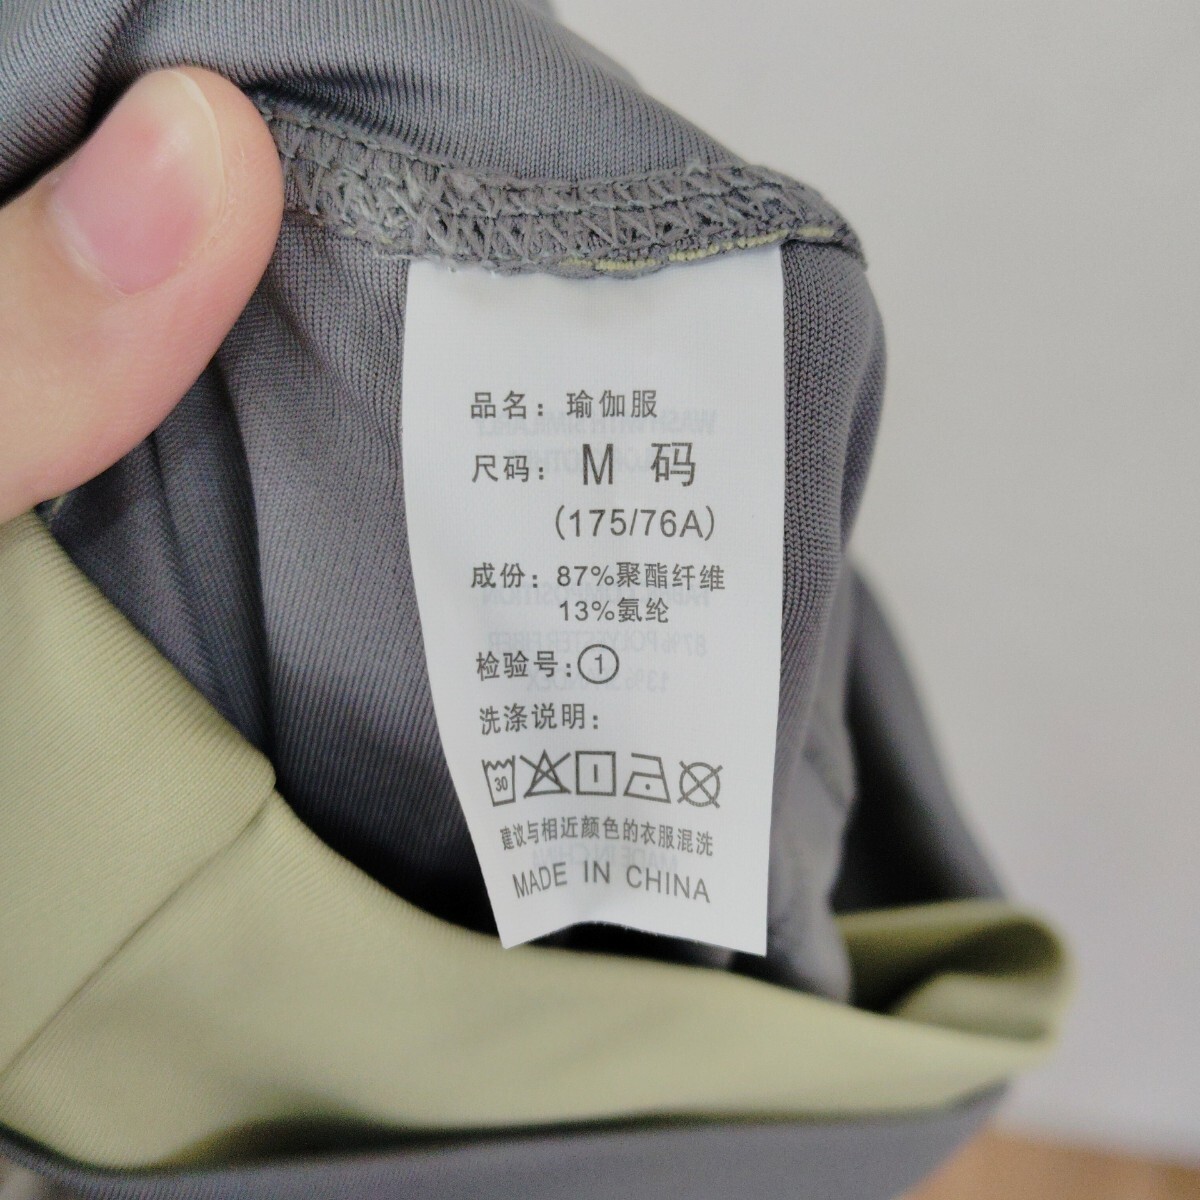 品名：瑜伽服
尺码：M 码
(175/76A)
成份：87%聚酯纤维
13%氨纶
检验号：①
洗涤说明：
30
建议与相近颜色的衣服混洗
MADE IN CHINA